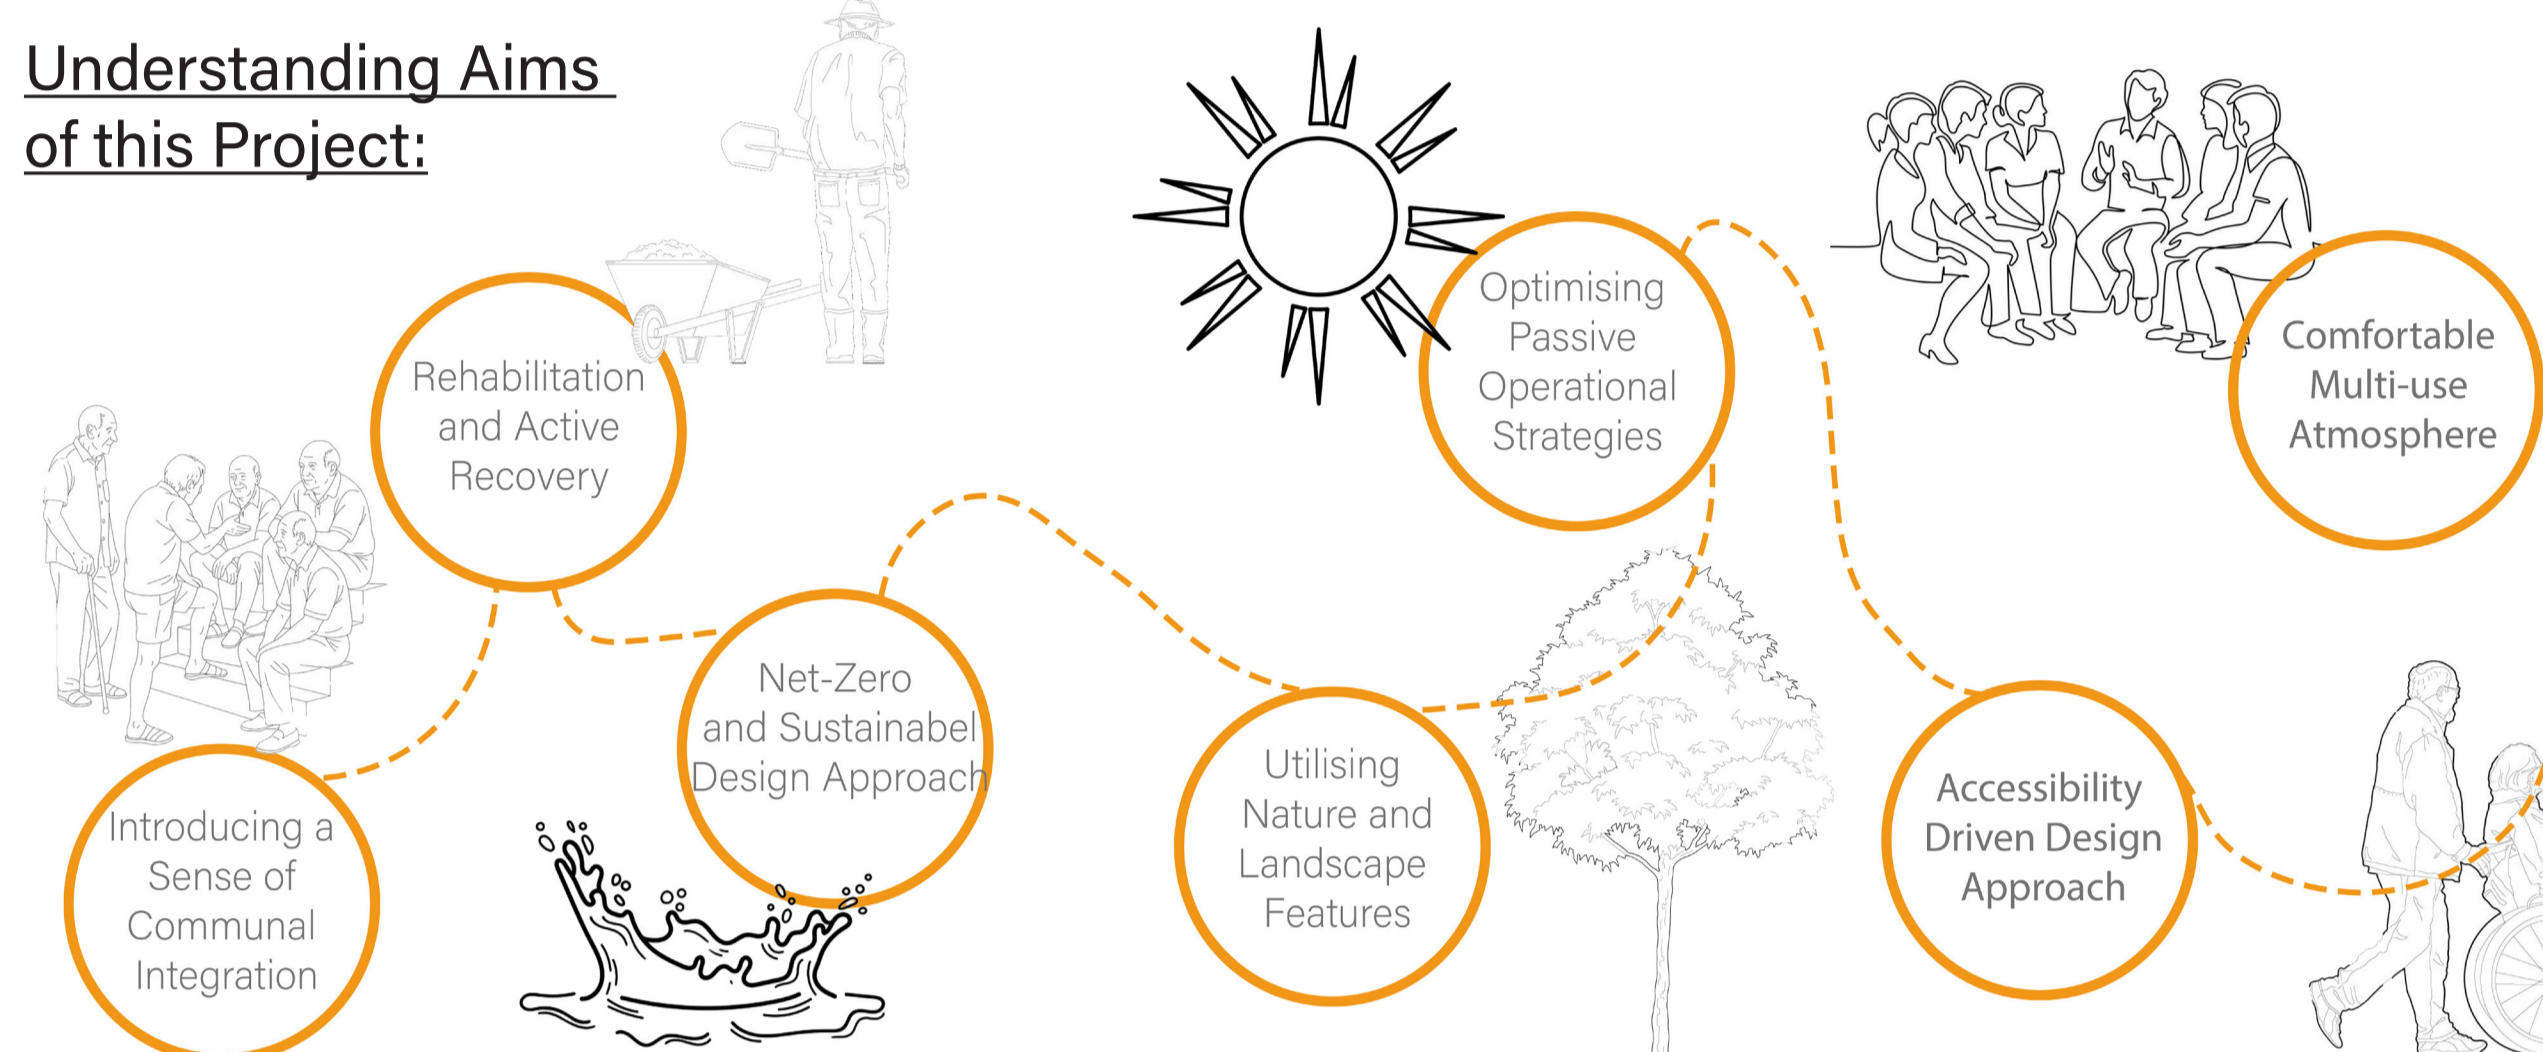 Understanding Aims
of this Project:
Introducing a
Sense of
Communal
Integration
Rehabilitation
and Active
Recovery
Net-Zero
and Sustainabel
Design Approach
Utilising
Nature and
Landscape
Features
Optimising
Passive
Operational
Strategies
Accessibility
Driven Design
Approach
Comfortable
Multi-use
Atmosphere